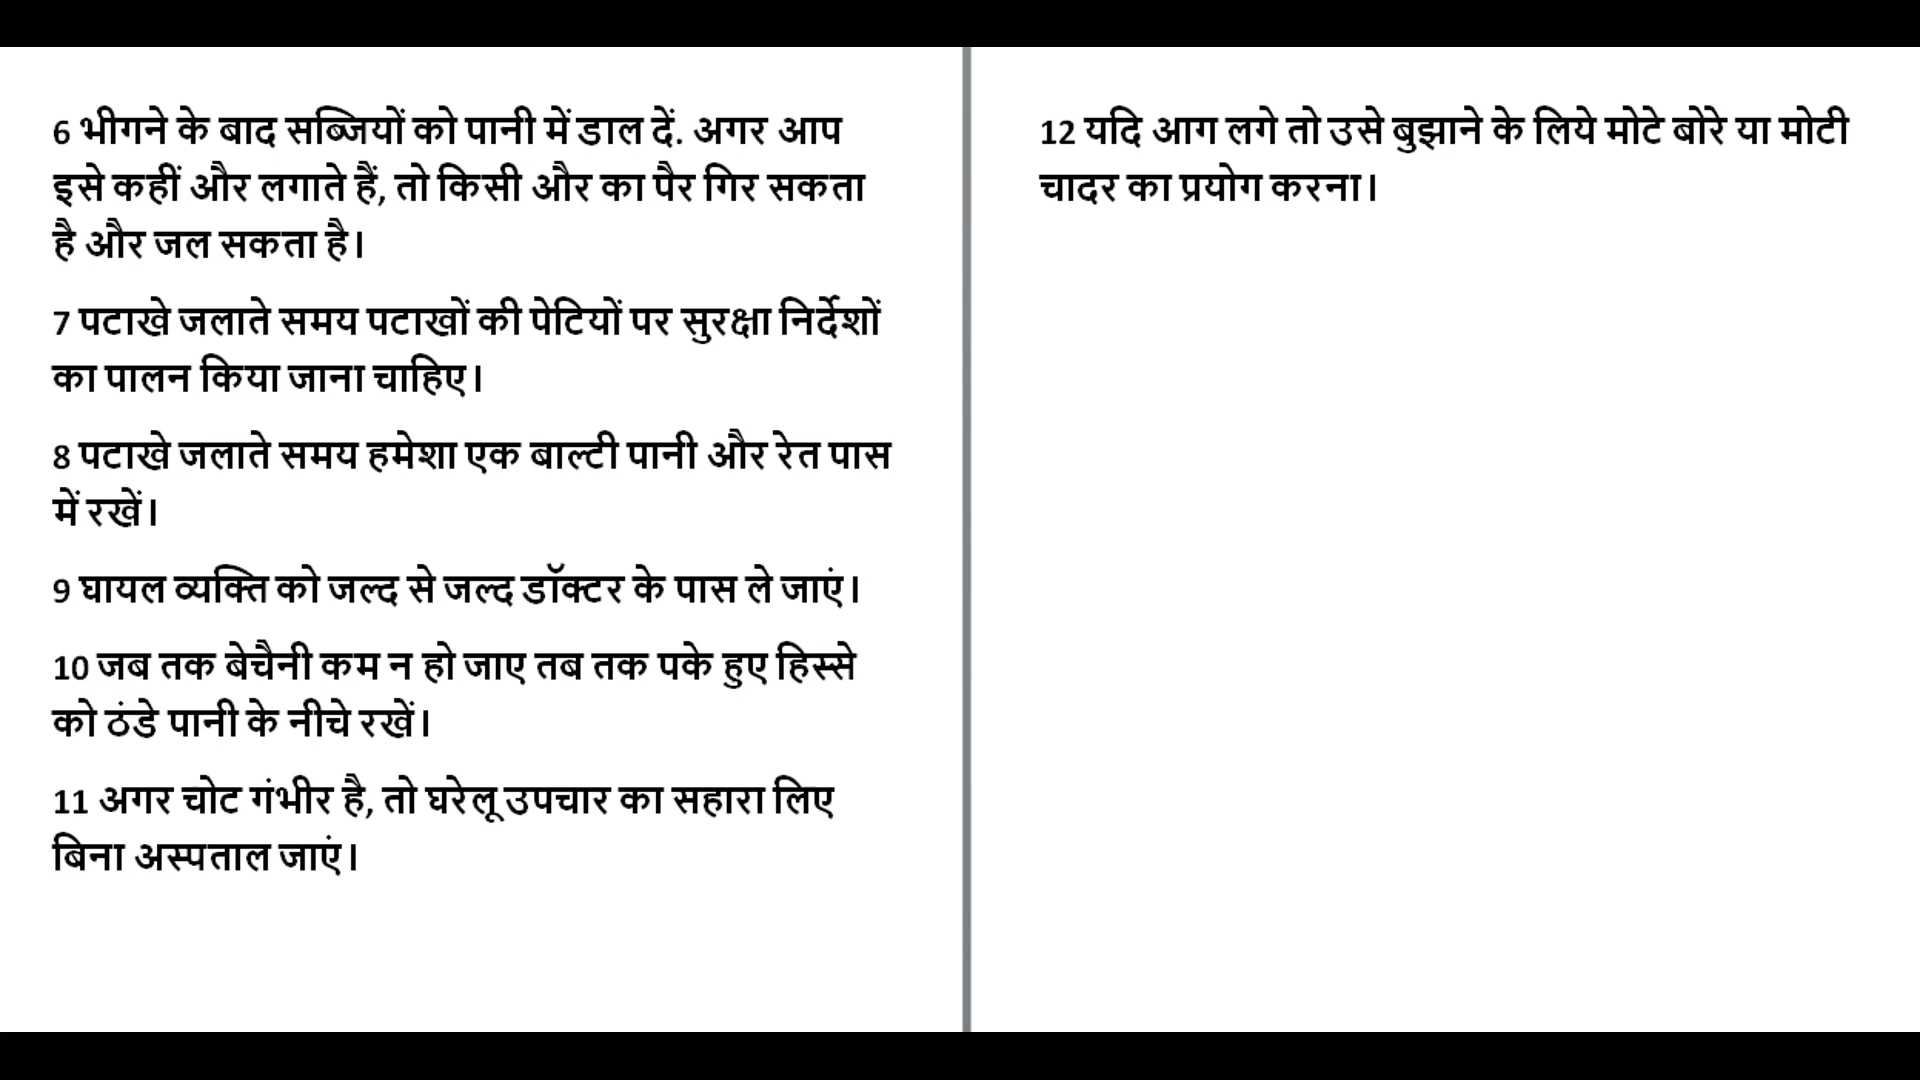 6 भीगने के बाद सब्जियों को पानी में डाल दें. अगर आप
इसे कहीं और लगाते हैं, तो किसी और का पैर गिर सकता
है और जल सकता है।
7 पटाखे जलाते समय पटाखों की पेटियों पर सुरक्षा निर्देशों
का पालन किया जाना चाहिए।
8 पटाखे जलाते समय हमेशा एक बाल्टी पानी और रेत पास
में रखें।
9 घायल व्यक्ति को जल्द से जल्द डॉक्टर के पास ले जाएं।
10 जब तक बेचैनी कम न हो जाए तब तक पके हुए हिस्से
को ठंडे पानी के नीचे रखें।
11 अगर चोट गंभीर है, तो घरेलू उपचार का सहारा लिए
बिना अस्पताल जाएं।
12 यदि आग लगे तो उसे बुझाने के लिये मोटे बोरे या मोटी
चादर का प्रयोग करना।